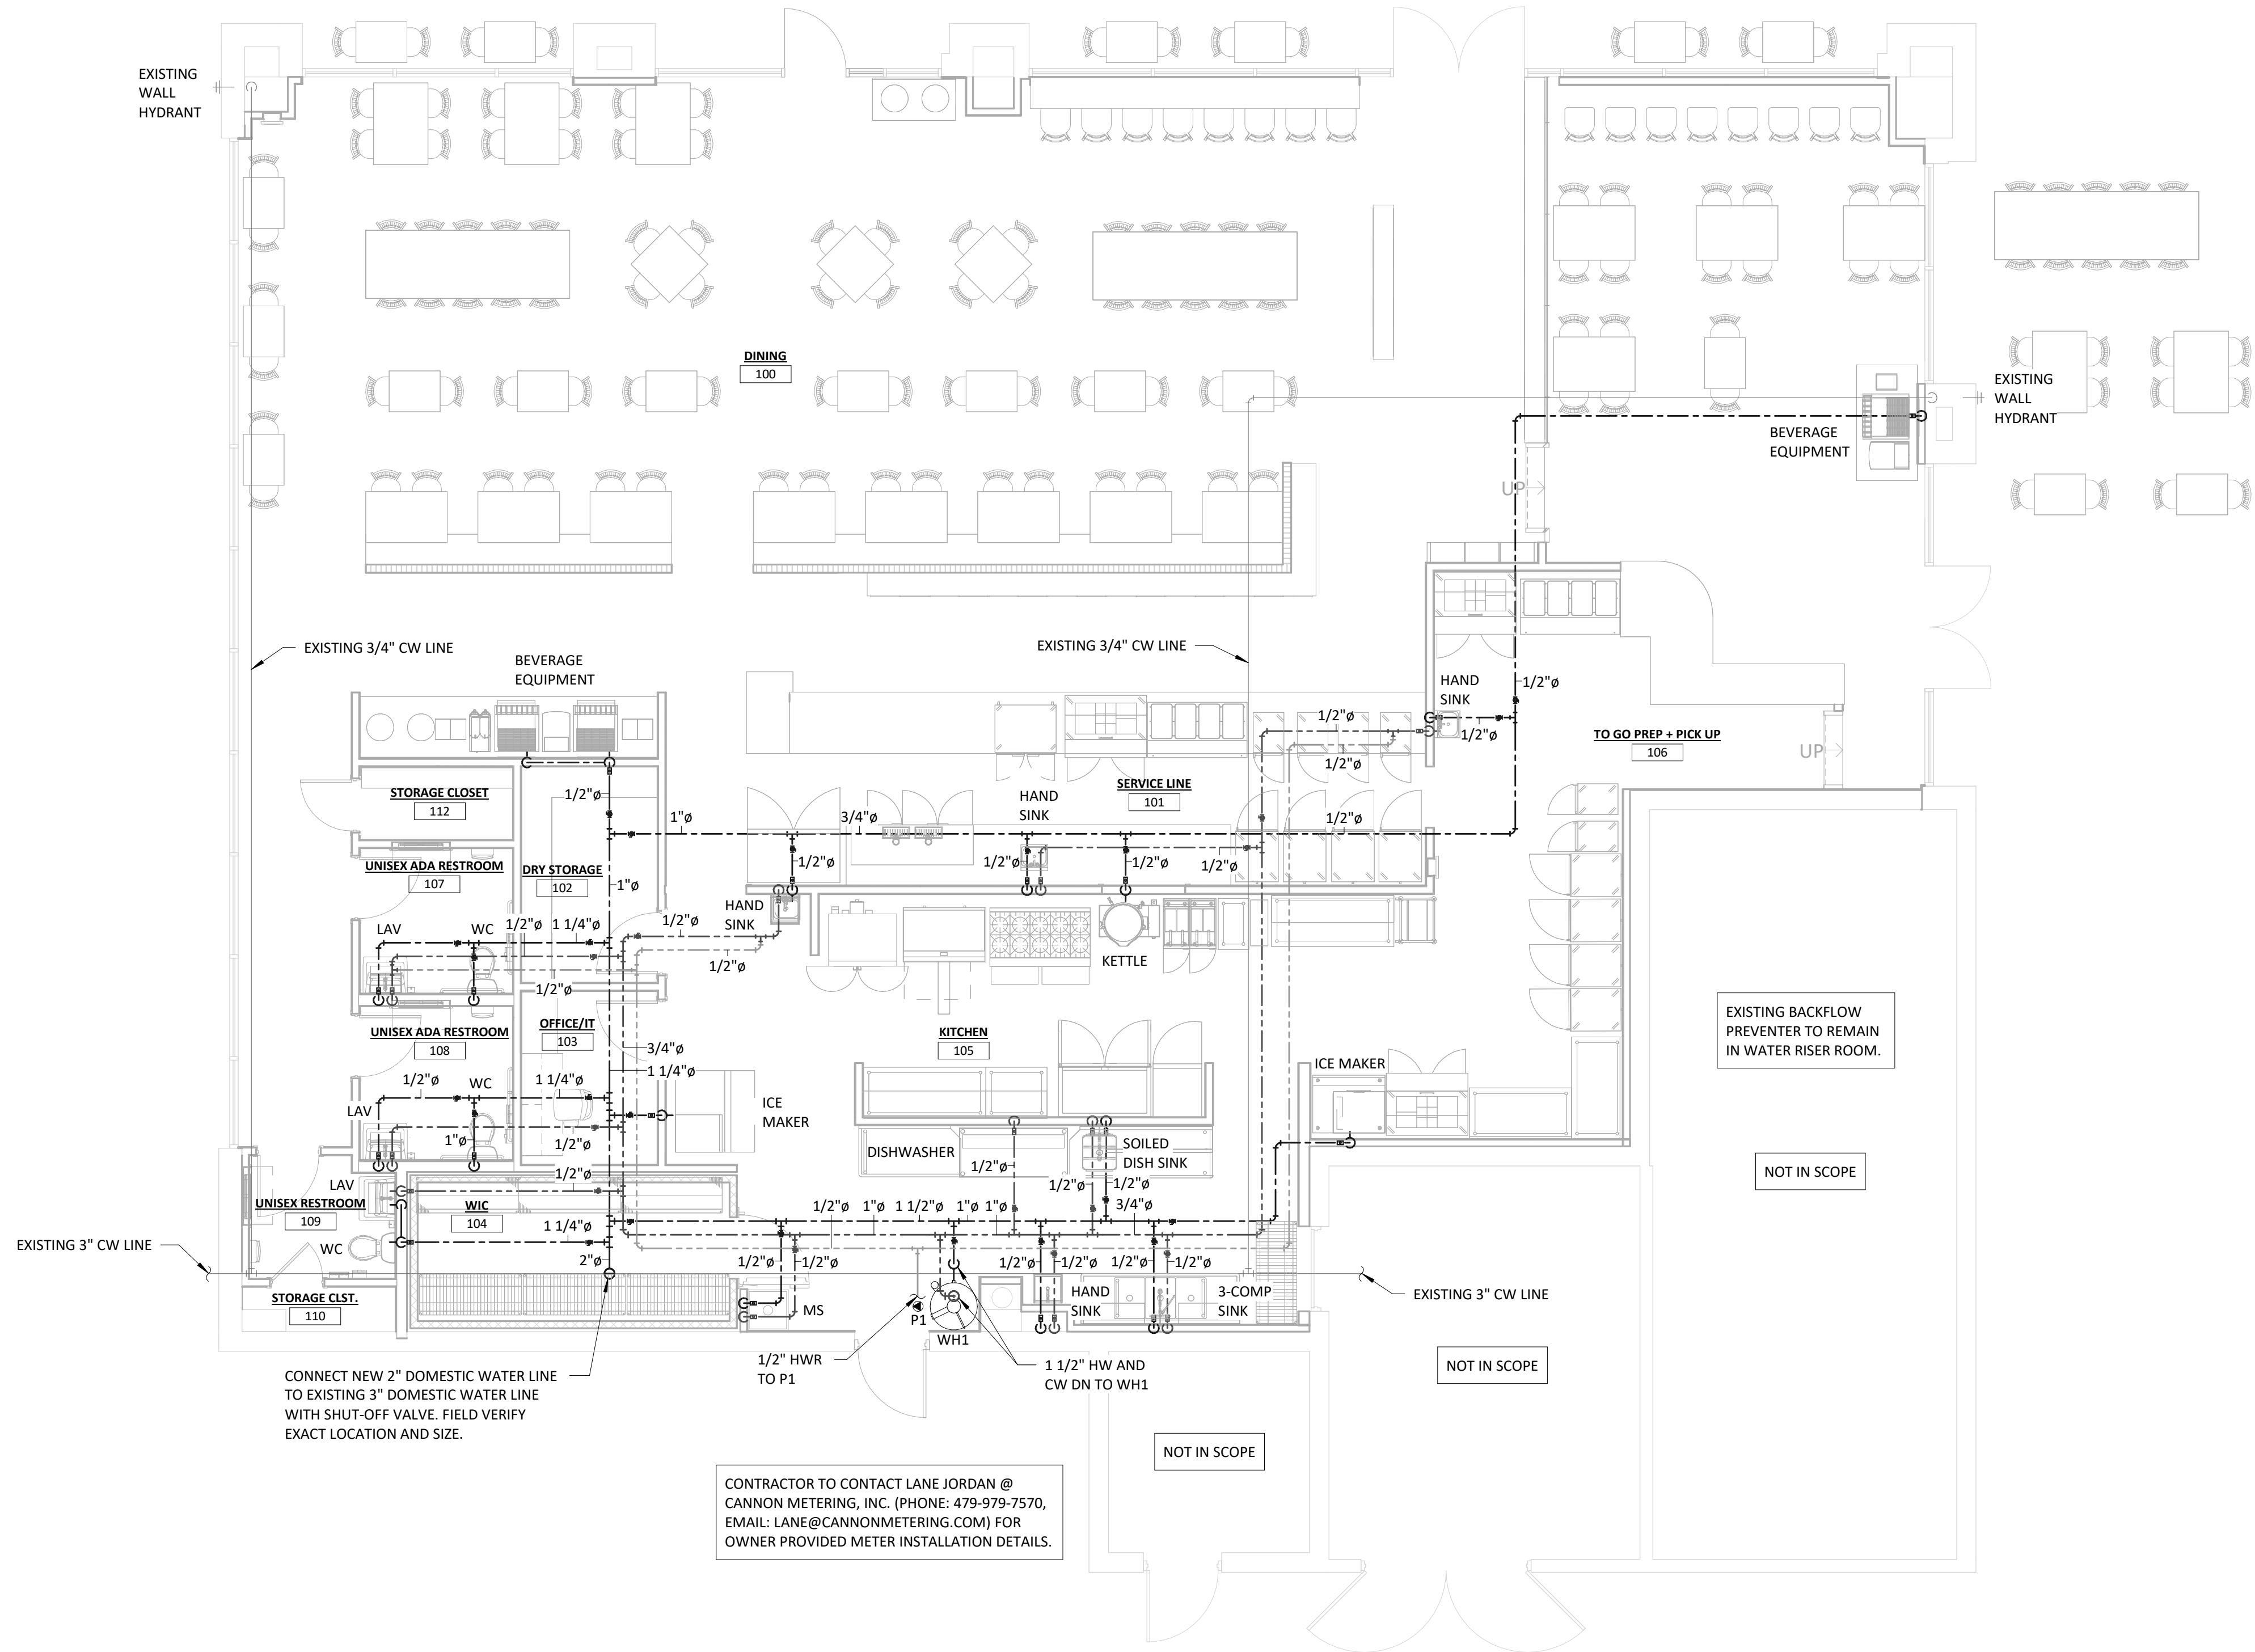 EXISTING
WALL
HYDRANT
DINING
100
EXISTING
WALL
HYDRANT
BEVERAGE
EQUIPMENT
UP
EXISTING 3/4" CW LINE
EXISTING 3/4" CW LINE
BEVERAGE
EQUIPMENT
HAND
SINK
1/2"ø
1/2"ø
1/2"ø
1/2"ø
TO GO PREP + PICK UP
106
UP
STORAGE CLOSET
112
1/2"ø
SERVICE LINE
101
HAND
SINK
1"ø
3/4"ø
1/2"ø
UNISEX ADA RESTROOM
107
DRY STORAGE
102
1/2"ø
1/2"ø
1/2"ø
1/2"ø
1"ø
HAND
SINK
LAV
WC
1/2"ø
1 1/4"ø
1/2"ø
1/2"ø
KETTLE
1/2"ø
UNISEX ADA RESTROOM
108
OFFICE/IT
103
KITCHEN
105
EXISTING BACKFLOW
PREVENTER TO REMAIN
IN WATER RISER ROOM.
3/4"ø
1 1/4"ø
ICE MAKER
1/2"ø
WC
1 1/4"ø
LAV
ICE
MAKER
1"ø
1/2"ø
DISHWASHER
SOILED
DISH SINK
1/2"ø
1/2"ø
1/2"ø
1/2"ø
NOT IN SCOPE
LAV
UNISEX RESTROOM
109
WIC
104
1/2"ø
1"ø
1 1/2"ø
1"ø
1"ø
3/4"ø
1 1/4"ø
EXISTING 3" CW LINE
WC
2"ø
1/2"ø
1/2"ø
1/2"ø
1/2"ø
1/2"ø
1/2"ø
STORAGE CLST.
110
MS
P1
WH1
HAND
SINK
3-COMP
SINK
EXISTING 3" CW LINE
1/2" HWR
TO P1
1 1/2" HW AND
CW DN TO WH1
NOT IN SCOPE
CONNECT NEW 2" DOMESTIC WATER LINE
TO EXISTING 3" DOMESTIC WATER LINE
WITH SHUT-OFF VALVE. FIELD VERIFY
EXACT LOCATION AND SIZE.
NOT IN SCOPE
CONTRACTOR TO CONTACT LANE JORDAN @
CANNON METERING, INC. (PHONE: 479-979-7570,
EMAIL: LANE@CANNONMETERING.COM) FOR
OWNER PROVIDED METER INSTALLATION DETAILS.